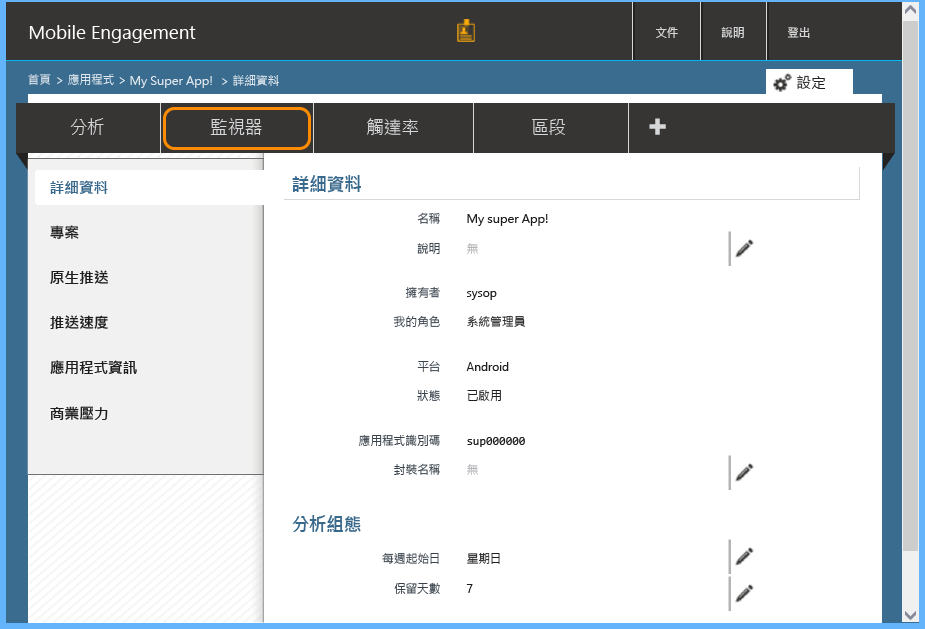 Mobile Engagement
文件 說明 登出
首頁 > 應用程式 > My Super App! > 詳細資料
設定
分析 監視器 觸達率 區段
詳細資料
專案
原生推送
推送速度
應用程式資訊
商業壓力
詳細資料
名稱 My super App!
說明 無
擁有者 sysop
我的角色 系統管理員
平台 Android
狀態 已啟用
應用程式識別碼 sup000000
封裝名稱 無
分析組態
每週起始日 星期日
保留天數 7